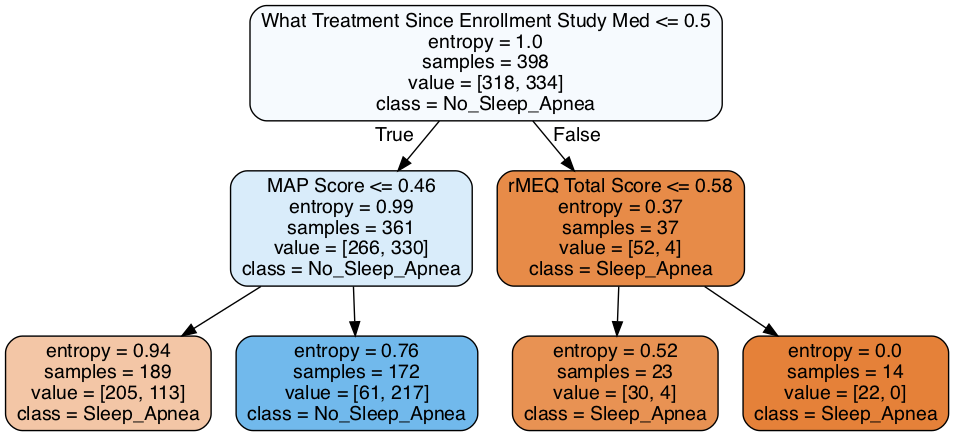 What Treatment Since Enrollment Study Med <= 0.5
entropy = 1.0
samples = 398
value = [318, 334]
class = No_Sleep_Apnea
True
False
MAP Score <= 0.46
entropy = 0.99
samples = 361
value = [266, 330]
class = No_Sleep_Apnea
rMEQ Total Score <= 0.58
entropy = 0.37
samples = 37
value = [52, 4]
class = Sleep_Apnea
entropy = 0.94
samples = 189
value = [205, 113]
class = Sleep_Apnea
entropy = 0.76
samples = 172
value = [61, 217]
class = No_Sleep_Apnea
entropy = 0.52
samples = 23
value = [30, 4]
class = Sleep_Apnea
entropy = 0.0
samples = 14
value = [22, 0]
class = Sleep_Apnea